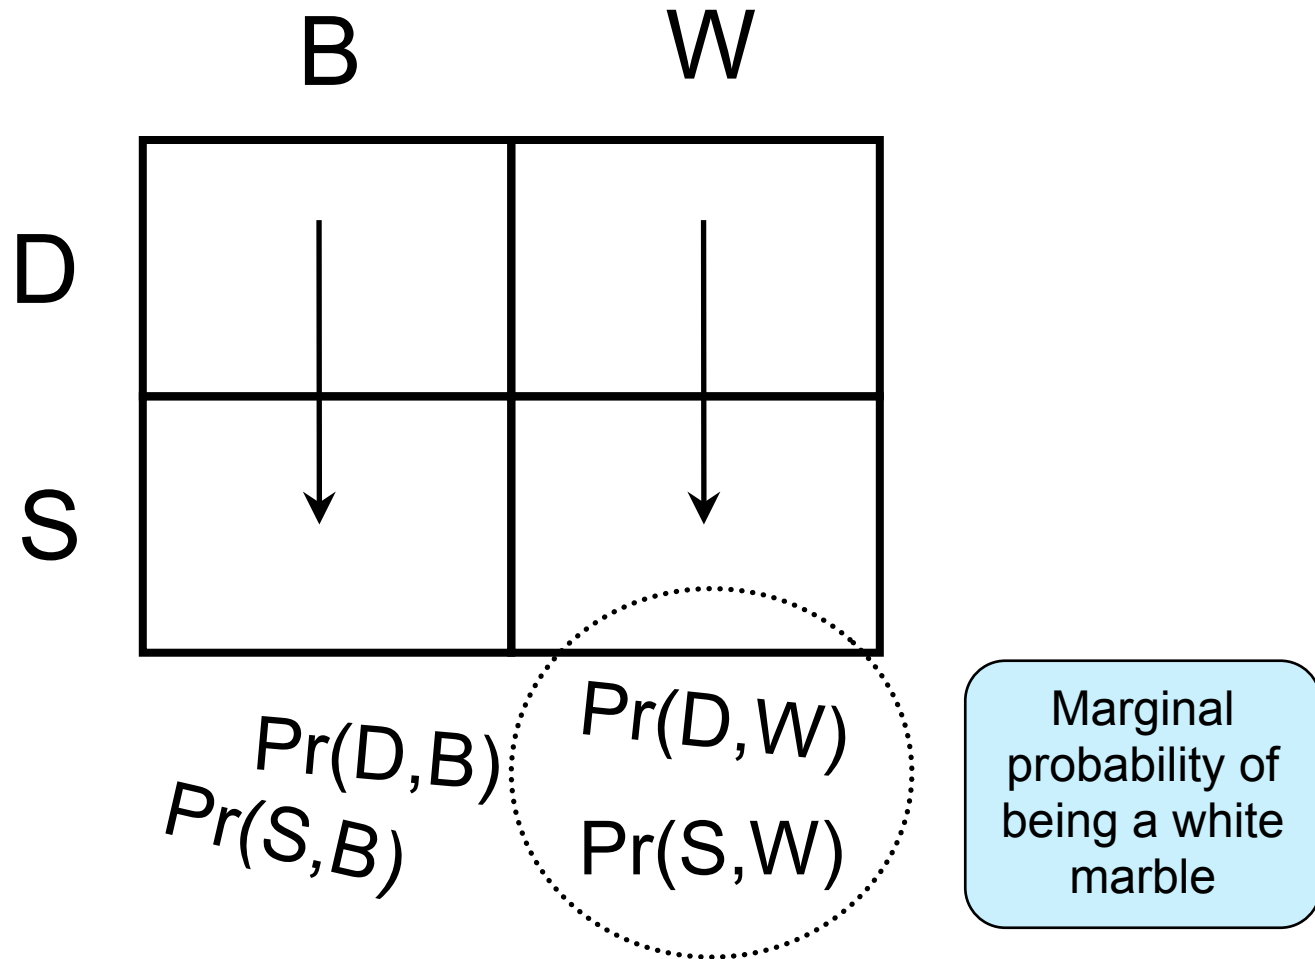 B W
D
S
Pr(D,B)
Pr(S,B)
Pr(D,W)
Pr(S,W)
Marginal
probability of
being a white
marble